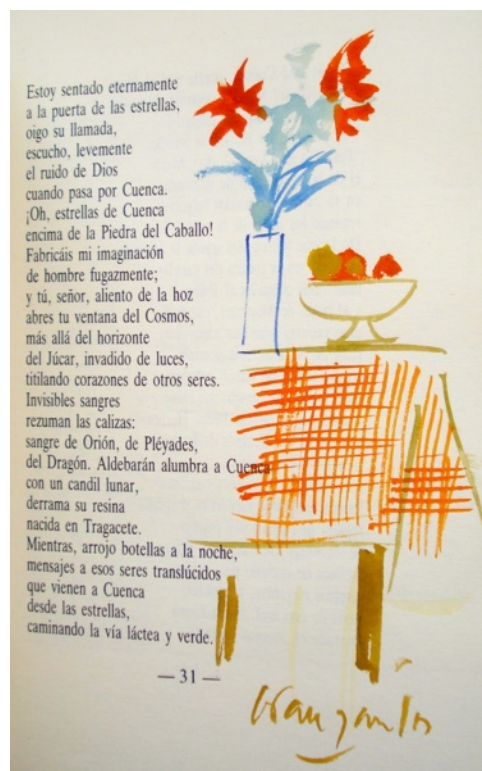 Estoy sentado eternamente
a la puerta de las estrellas,
oigo su llamada,
escucho, levemente
el ruido de Dios
cuando pasa por Cuenca.
¡Oh, estrellas de Cuenca
encima de la Piedra del Caballo!
Fabricáis mi imaginación
de hombre fugazmente;
y tú, señor, aliento de la hoz
abres tu ventana del Cosmos,
más allá del horizonte
del Júcar, invadido de luces,
titilando corazones de otros seres.
Invisibles sangres
rezuman las calizas:
sangre de Orión, de Pléyades,
del Dragón. Aldebarán alumbra a Cuenca
con un candil lunar,
derrama su resina
nacida en Tragacete.
Mientras, arrojo botellas a la noche,
mensajes a esos seres translúcidos
que vienen a Cuenca
desde las estrellas,
caminando la vía láctea y verde.
— 31 —